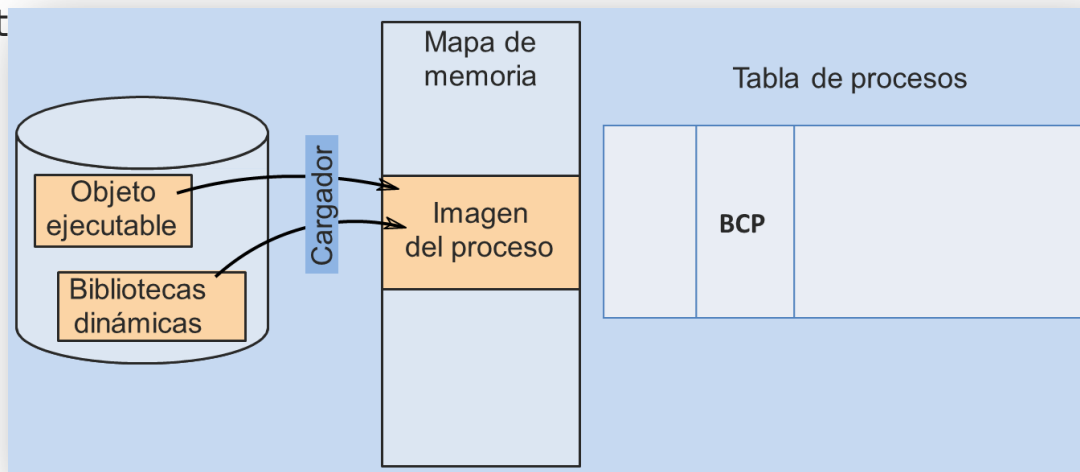 t
Mapa de
memoria
Tabla de procesos
Objeto
ejecutable
Bibliotecas
dinámicas
Cargador
Imagen
del proceso
BCP